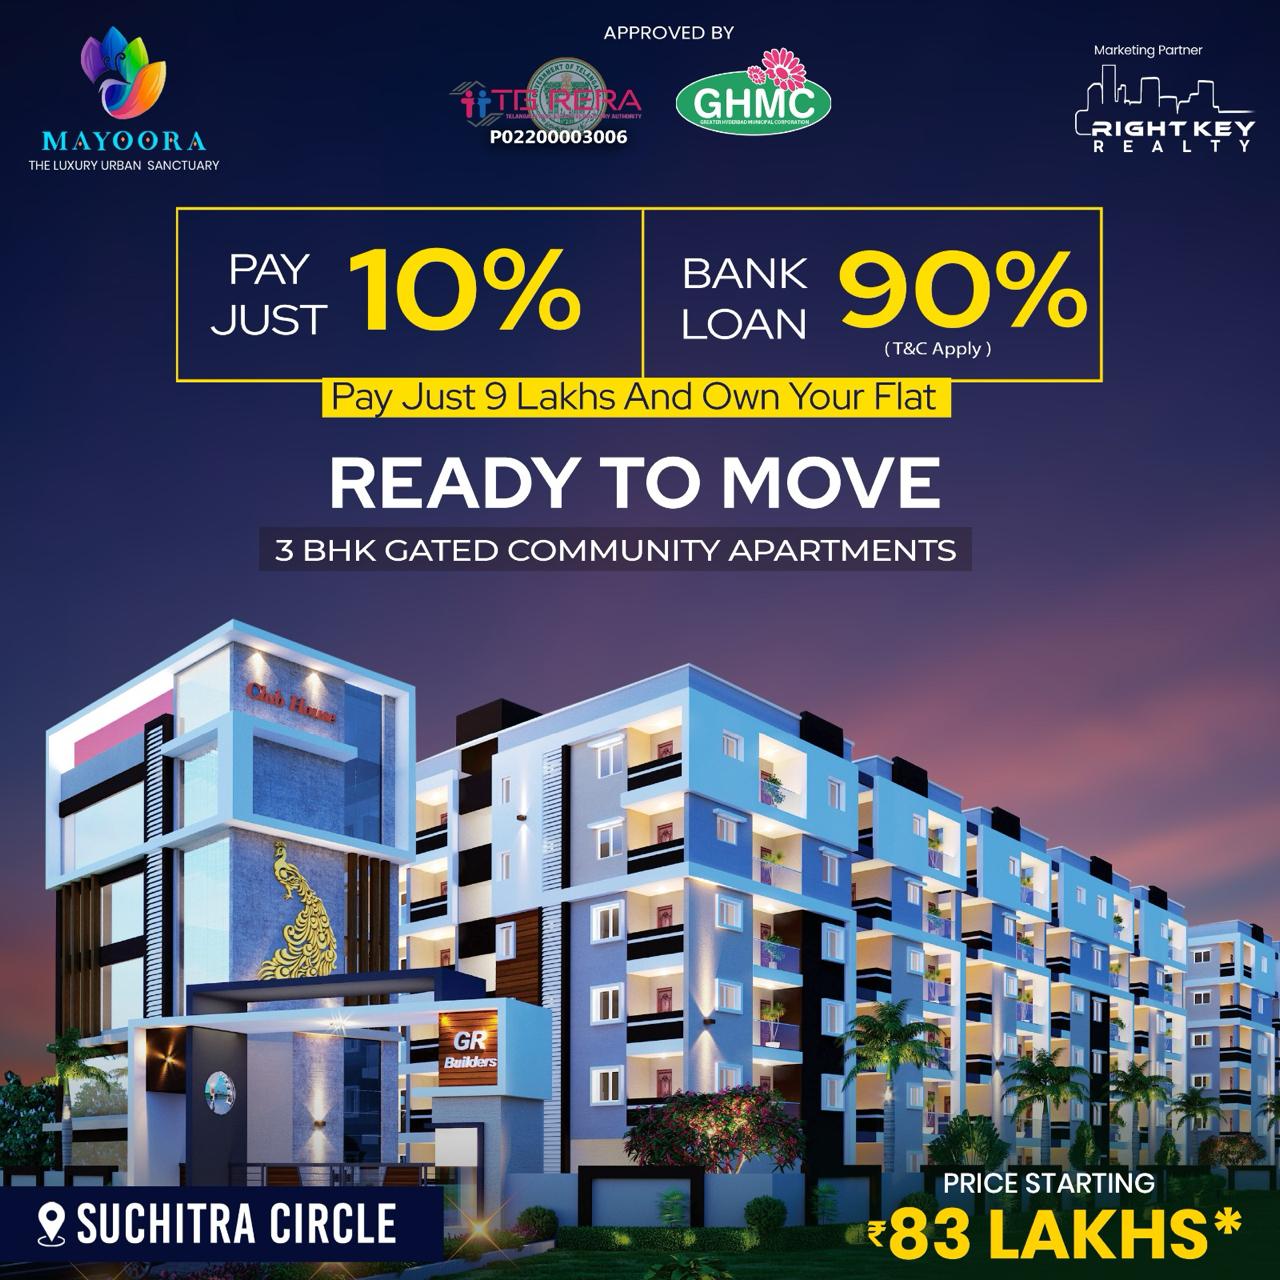 MAYOORA
THE LUXURY URBAN SANCTUARY
APPROVED BY
TG RERA
P02200003006
GHMC
GREATER HYDERABAD MUNICIPAL CORPORATION
Marketing Partner
RIGHT KEY
REALTY
PAY
JUST
10%
BANK
LOAN
90%
( T&C Apply )
Pay Just 9 Lakhs And Own Your Flat
READY TO MOVE
3 BHK GATED COMMUNITY APARTMENTS
Club House
GR
Builders
SUCHITRA CIRCLE
PRICE STARTING
₹83 LAKHS*